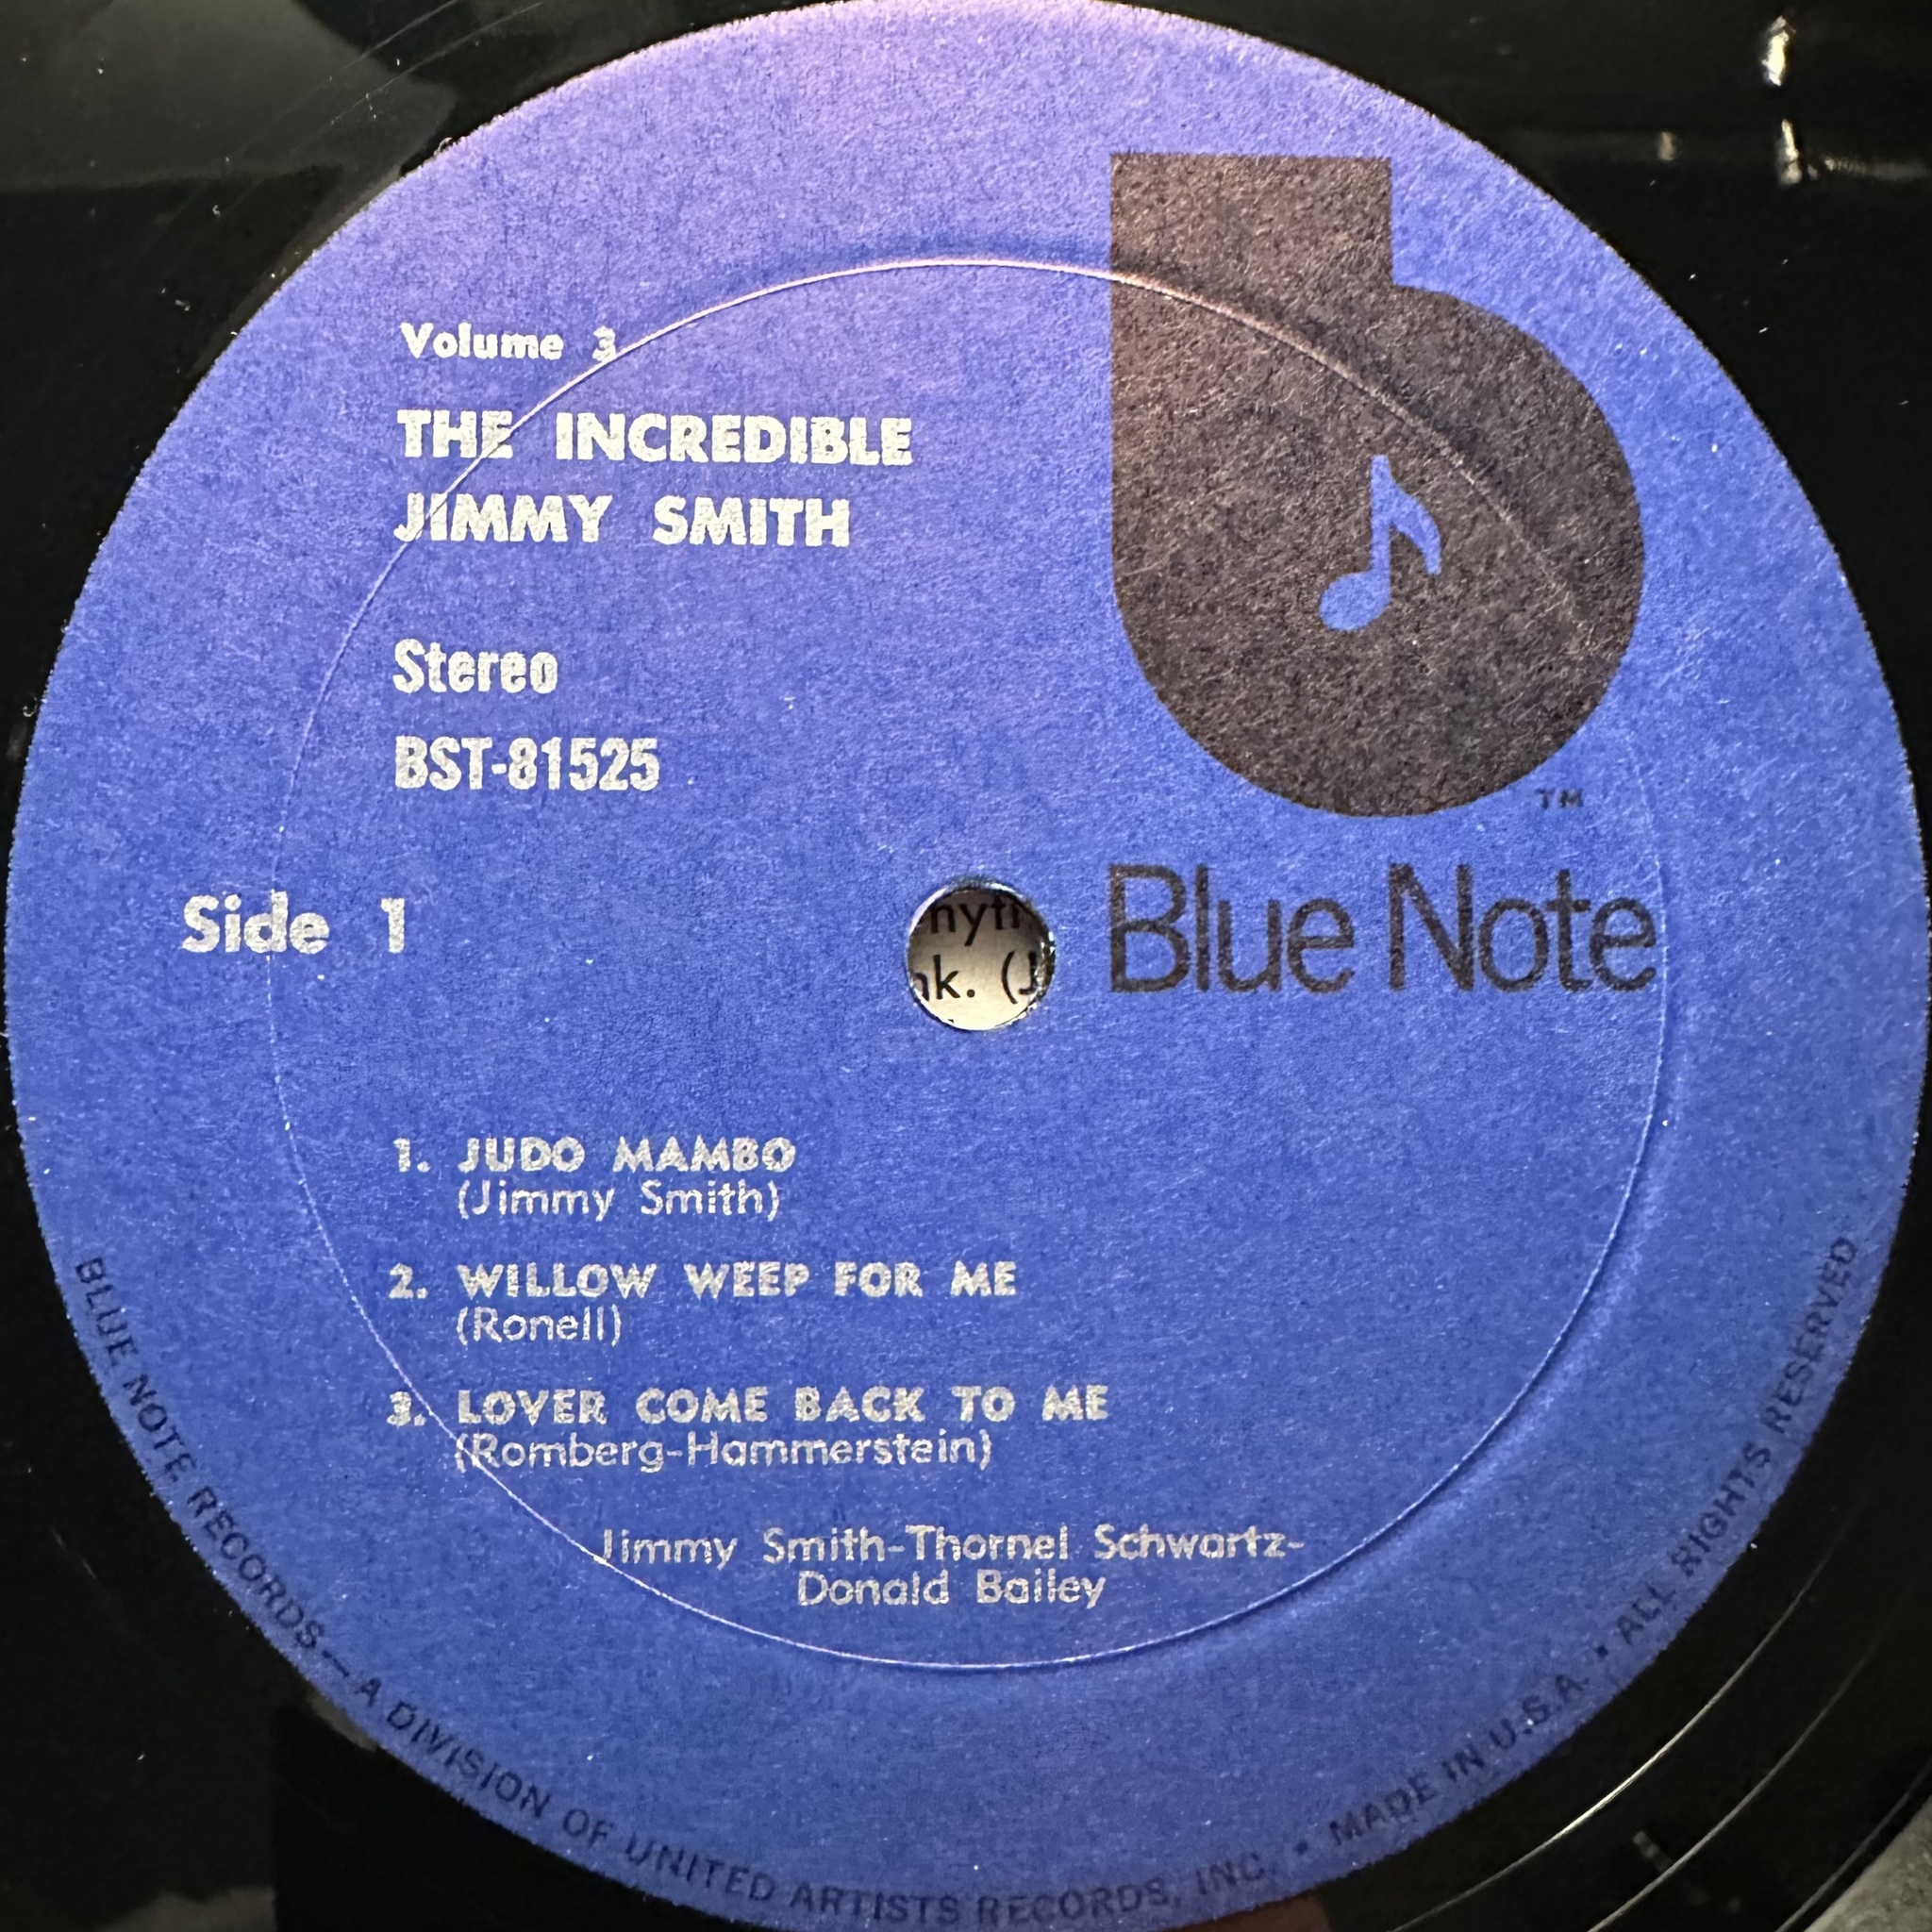 Volume 3
THE INCREDIBLE
JIMMY SMITH
Stereo
BST-81525
TM
Side 1
Blue Note
1. JUDO MAMBO
(Jimmy Smith)
2. WILLOW WEEP FOR ME
(Ronell)
3. LOVER COME BACK TO ME
(Romberg-Hammerstein)
Jimmy Smith-Thornel Schwartz-
Donald Bailey
BLUE NOTE RECORDS—A DIVISION OF UNITED ARTISTS RECORDS, INC. • MADE IN U.S.A. • ALL RIGHTS RESERVED